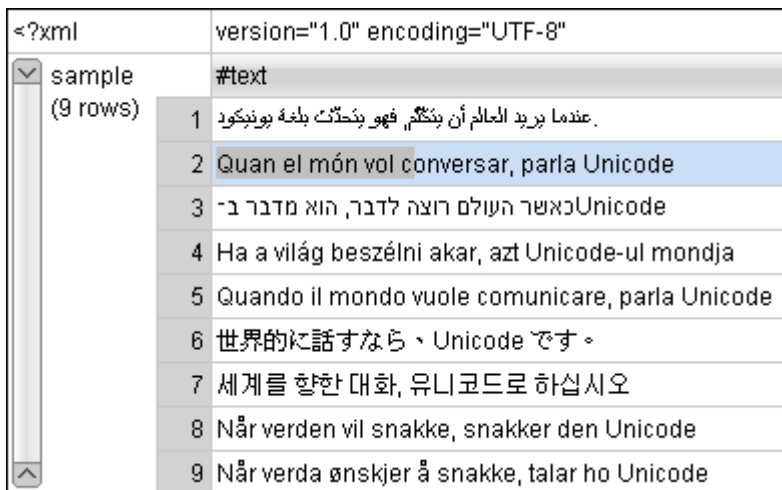 <?xml version="1.0" encoding="UTF-8"
sample #text
(9 rows)
1 عندما يريد العالم أن يتكلّم, فهو يتحدّث بلغة يونيكود.
2 Quan el món vol conversar, parla Unicode
3 כאשר העולם רוצה לדבר, הוא מדבר ב־Unicode
4 Ha a világ beszélni akar, azt Unicode-ul mondja
5 Quando il mondo vuole comunicare, parla Unicode
6 世界的に話すなら、Unicode です。
7 세계를 향한 대화, 유니코드로 하십시오
8 Når verden vil snakke, snakker den Unicode
9 Når verda ønskjer å snakke, talar ho Unicode